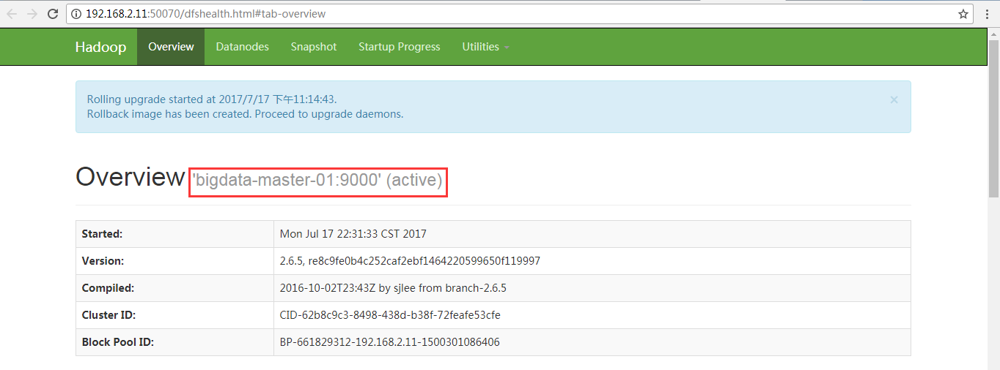 192.168.2.11:50070/dfshealth.html#tab-overview
Hadoop Overview Datanodes Snapshot Startup Progress Utilities
Rolling upgrade started at 2017/7/17 下午11:14:43.
×
Rollback image has been created. Proceed to upgrade daemons.
Overview 'bigdata-master-01:9000' (active)
Started: Mon Jul 17 22:31:33 CST 2017
Version: 2.6.5, re8c9fe0b4c252caf2ebf1464220599650f119997
Compiled: 2016-10-02T23:43Z by sjlee from branch-2.6.5
Cluster ID: CID-62b8c9c3-8498-438d-b38f-72feafe53cfe
Block Pool ID: BP-661829312-192.168.2.11-1500301086406